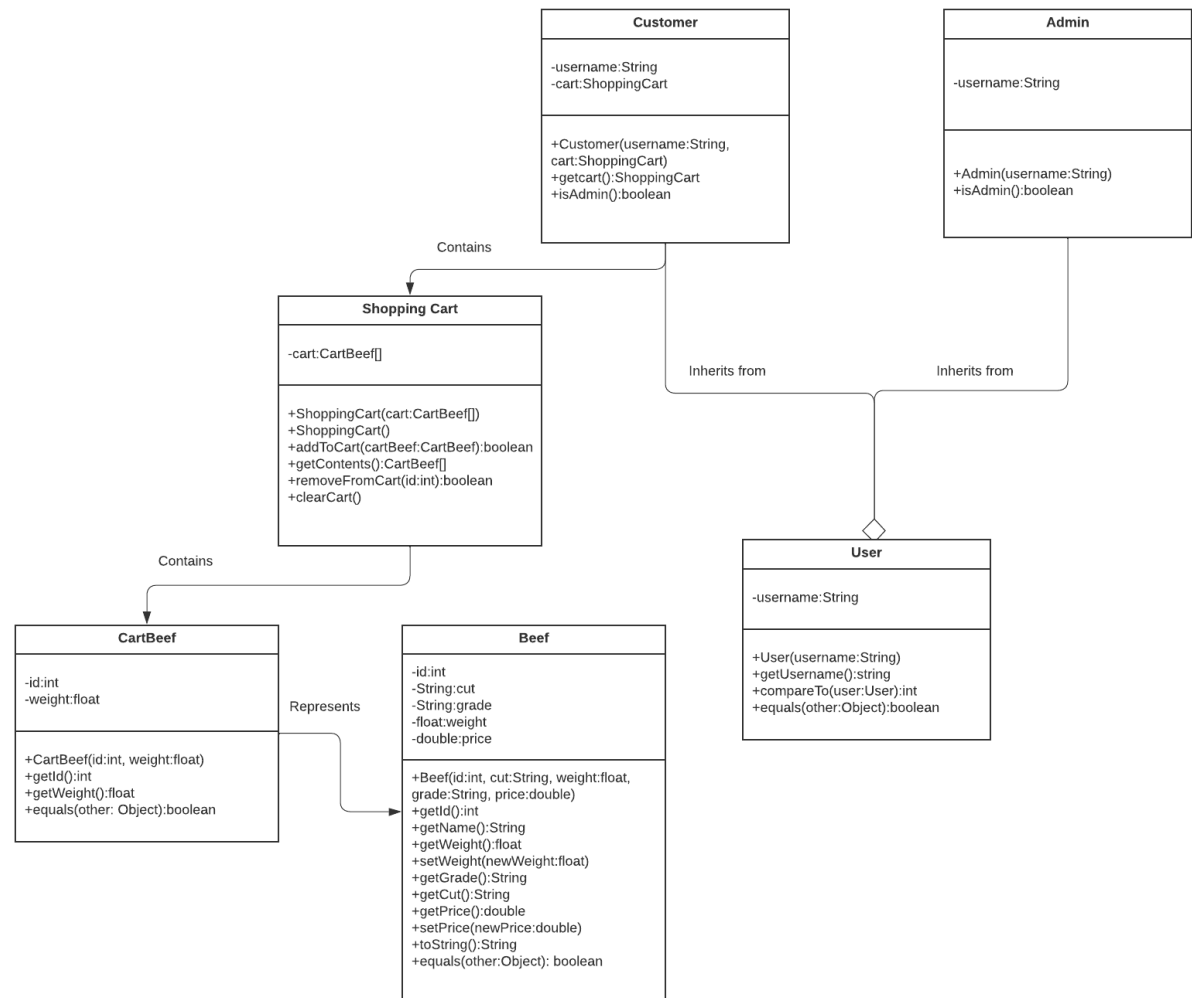 Customer
-username:String
-cart:ShoppingCart
+Customer(username:String,
cart:ShoppingCart)
+getcart():ShoppingCart
+isAdmin():boolean
Admin
-username:String
+Admin(username:String)
+isAdmin():boolean
Contains
Shopping Cart
-cart:CartBeef[]
+ShoppingCart(cart:CartBeef[])
+ShoppingCart()
+addToCart(cartBeef:CartBeef):boolean
+getContents():CartBeef[]
+removeFromCart(id:int):boolean
+clearCart()
Inherits from
Inherits from
Contains
CartBeef
-id:int
-weight:float
+CartBeef(id:int, weight:float)
+getId():int
+getWeight():float
+equals(other: Object):boolean
Represents
Beef
-id:int
-String:cut
-String:grade
-float:weight
-double:price
+Beef(id:int, cut:String, weight:float,
grade:String, price:double)
+getId():int
+getName():String
+getWeight():float
+setWeight(newWeight:float)
+getGrade():String
+getCut():String
+getPrice():double
+setPrice(newPrice:double)
+toString():String
+equals(other:Object): boolean
User
-username:String
+User(username:String)
+getUsername():string
+compareTo(user:User):int
+equals(other:Object):boolean